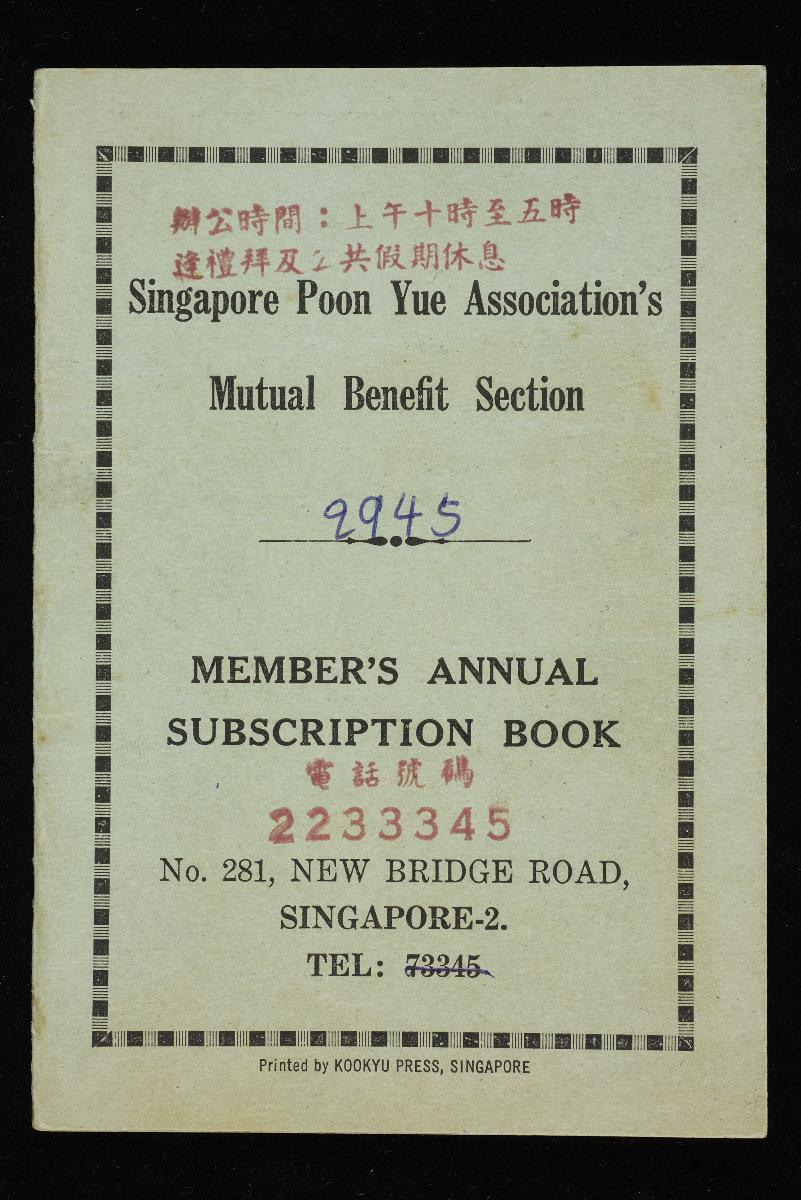 辦公時間：上午十時至五時
逢禮拜及公共假期休息
Singapore Poon Yue Association's
Mutual Benefit Section
2945
MEMBER'S ANNUAL
SUBSCRIPTION BOOK
電話號碼
2233345
No. 281, NEW BRIDGE ROAD,
SINGAPORE-2.
TEL: 73345.
Printed by KOOKYU PRESS, SINGAPORE